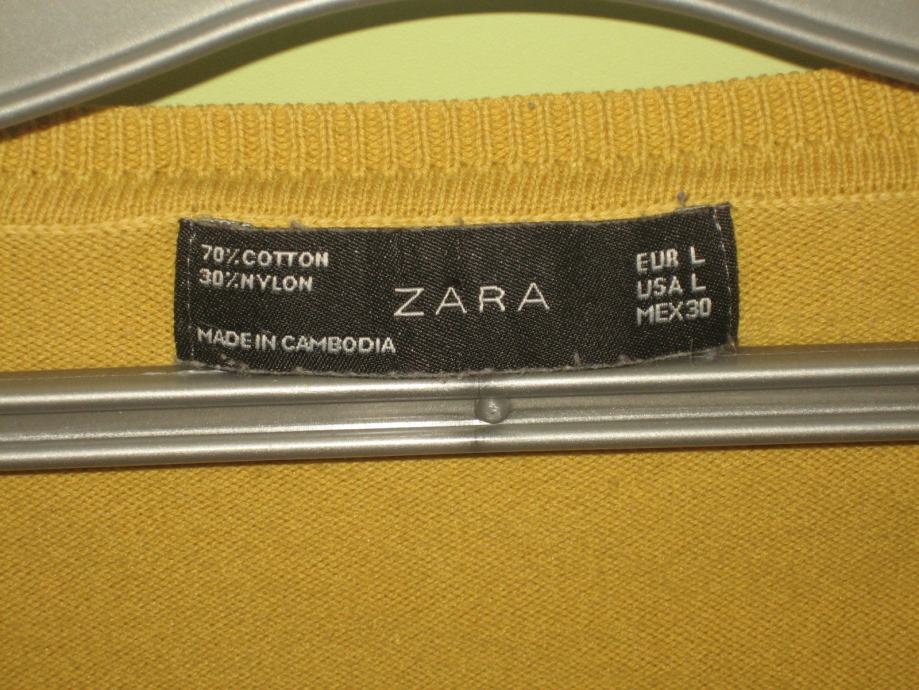 70% COTTON
30% NYLON
MADE IN CAMBODIA
ZARA
EUR L
USA L
MEX 30